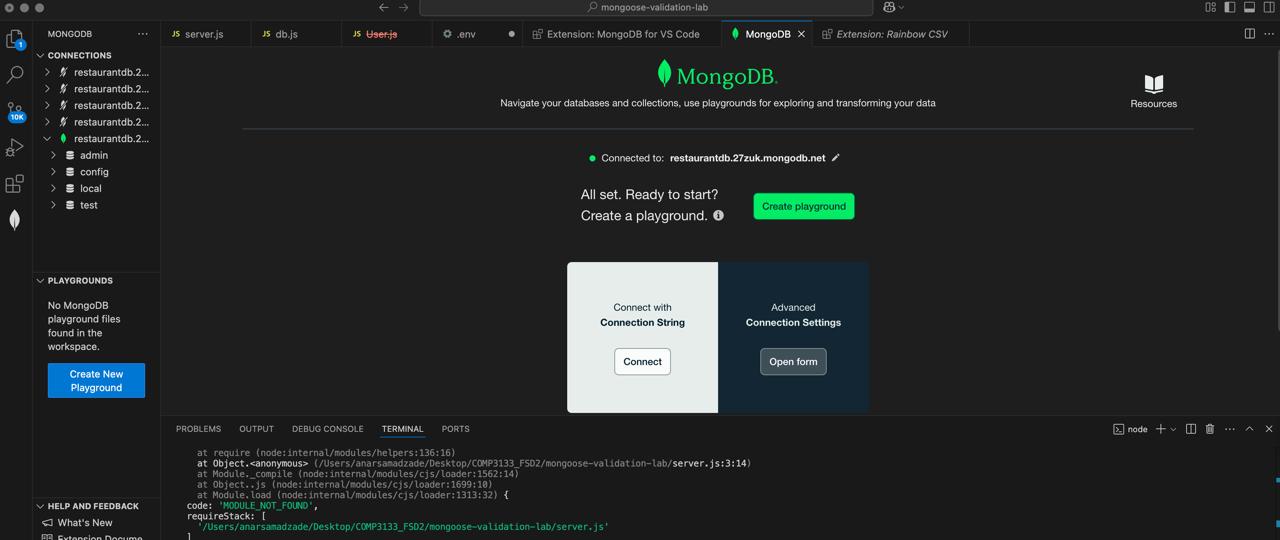 mongoose-validation-lab
MONGODB
JS server.js
JS db.js
JS User.js
.env
Extension: MongoDB for VS Code
MongoDB
Extension: Rainbow CSV
1
10K
CONNECTIONS
restaurantdb.2...
restaurantdb.2...
restaurantdb.2...
restaurantdb.2...
restaurantdb.2...
admin
config
local
test
PLAYGROUNDS
No MongoDB
playground files
found in the
workspace.
Create New
Playground
HELP AND FEEDBACK
What's New
Extension Docume...
MongoDB.
Navigate your databases and collections, use playgrounds for exploring and transforming your data
Resources
Connected to: restaurantdb.27zuk.mongodb.net
All set. Ready to start?
Create a playground.
Create playground
Connect with
Connection String
Connect
Advanced
Connection Settings
Open form
PROBLEMS OUTPUT DEBUG CONSOLE TERMINAL PORTS
node
at require (node:internal/modules/helpers:136:16)
at Object.<anonymous> (/Users/anarsamadzade/Desktop/COMP3133_FSD2/mongoose-validation-lab/server.js:3:14)
at Module._compile (node:internal/modules/cjs/loader:1562:14)
at Object..js (node:internal/modules/cjs/loader:1699:10)
at Module.load (node:internal/modules/cjs/loader:1313:32) {
code: 'MODULE_NOT_FOUND',
requireStack: [
'/Users/anarsamadzade/Desktop/COMP3133_FSD2/mongoose-validation-lab/server.js'
]